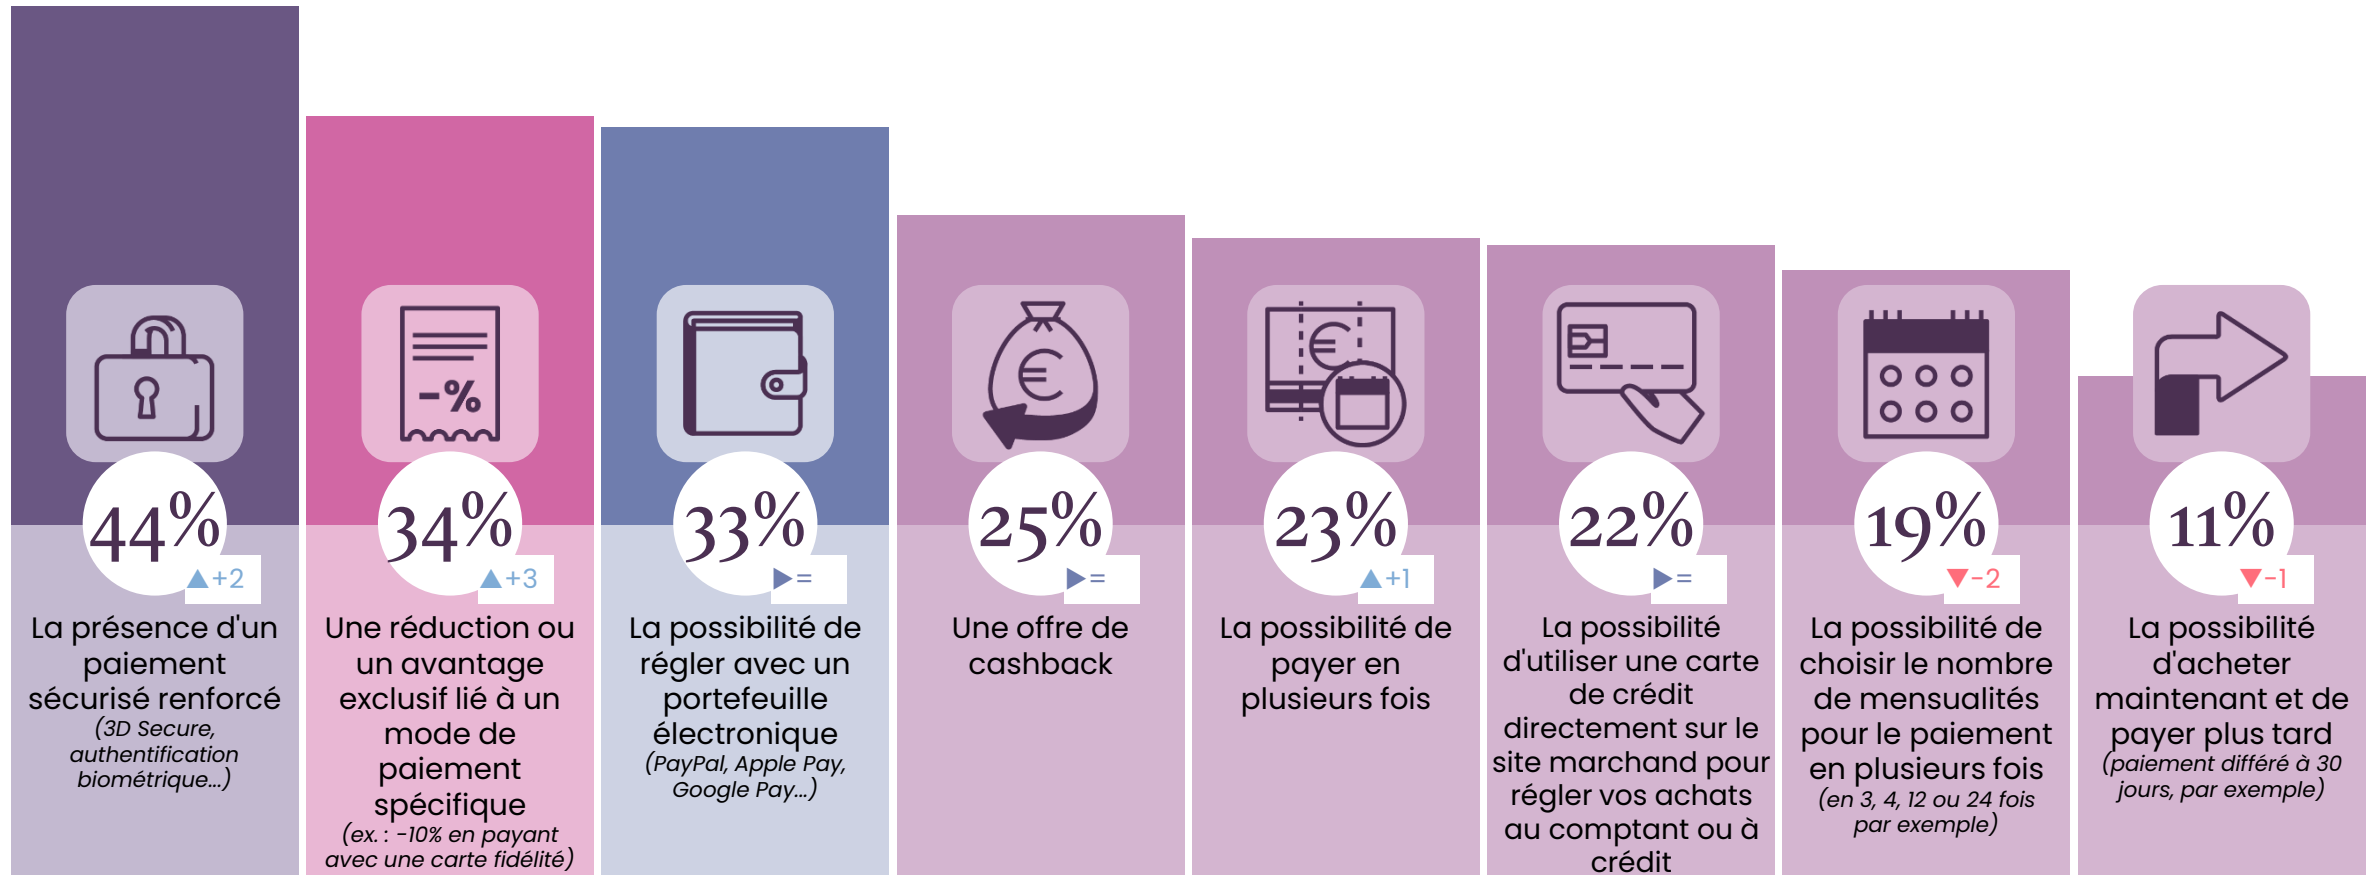 -%
44%
▲+2
La présence d'un
paiement
sécurisé renforcé
(3D Secure,
authentification
biométrique...)
34%
▲+3
Une réduction ou
un avantage
exclusif lié à un
mode de
paiement
spécifique
(ex. : -10% en payant
avec une carte fidélité)
33%
▶=
La possibilité de
régler avec un
portefeuille
électronique
(PayPal, Apple Pay,
Google Pay...)
€
25%
▶=
Une offre de
cashback
€
23%
▲+1
La possibilité de
payer en
plusieurs fois
22%
▶=
La possibilité
d'utiliser une carte
de crédit
directement sur le
site marchand pour
régler vos achats
au comptant ou à
crédit
19%
▼-2
La possibilité de
choisir le nombre
de mensualités
pour le paiement
en plusieurs fois
(en 3, 4, 12 ou 24 fois
par exemple)
11%
▼-1
La possibilité
d'acheter
maintenant et de
payer plus tard
(paiement différé à 30
jours, par exemple)